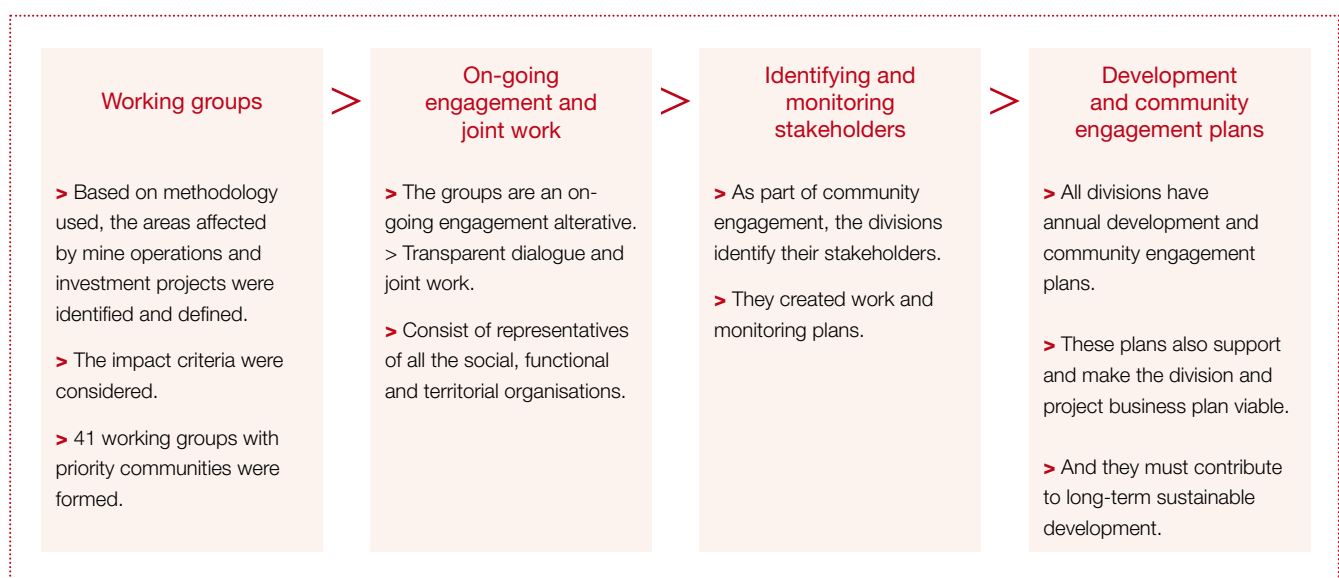 Working groups
> Based on methodology
used, the areas affected
by mine operations and
investment projects were
identified and defined.
> The impact criteria were
considered.
> 41 working groups with
priority communities were
formed.
>
On-going
engagement and
joint work
> The groups are an on-
going engagement alterative.
> Transparent dialogue and
joint work.
> Consist of representatives
of all the social, functional
and territorial organisations.
>
Identifying and
monitoring
stakeholders
> As part of community
engagement, the divisions
identify their stakeholders.
> They created work and
monitoring plans.
>
Development
and community
engagement plans
> All divisions have
annual development and
community engagement
plans.
> These plans also support
and make the division and
project business plan viable.
> And they must contribute
to long-term sustainable
development.